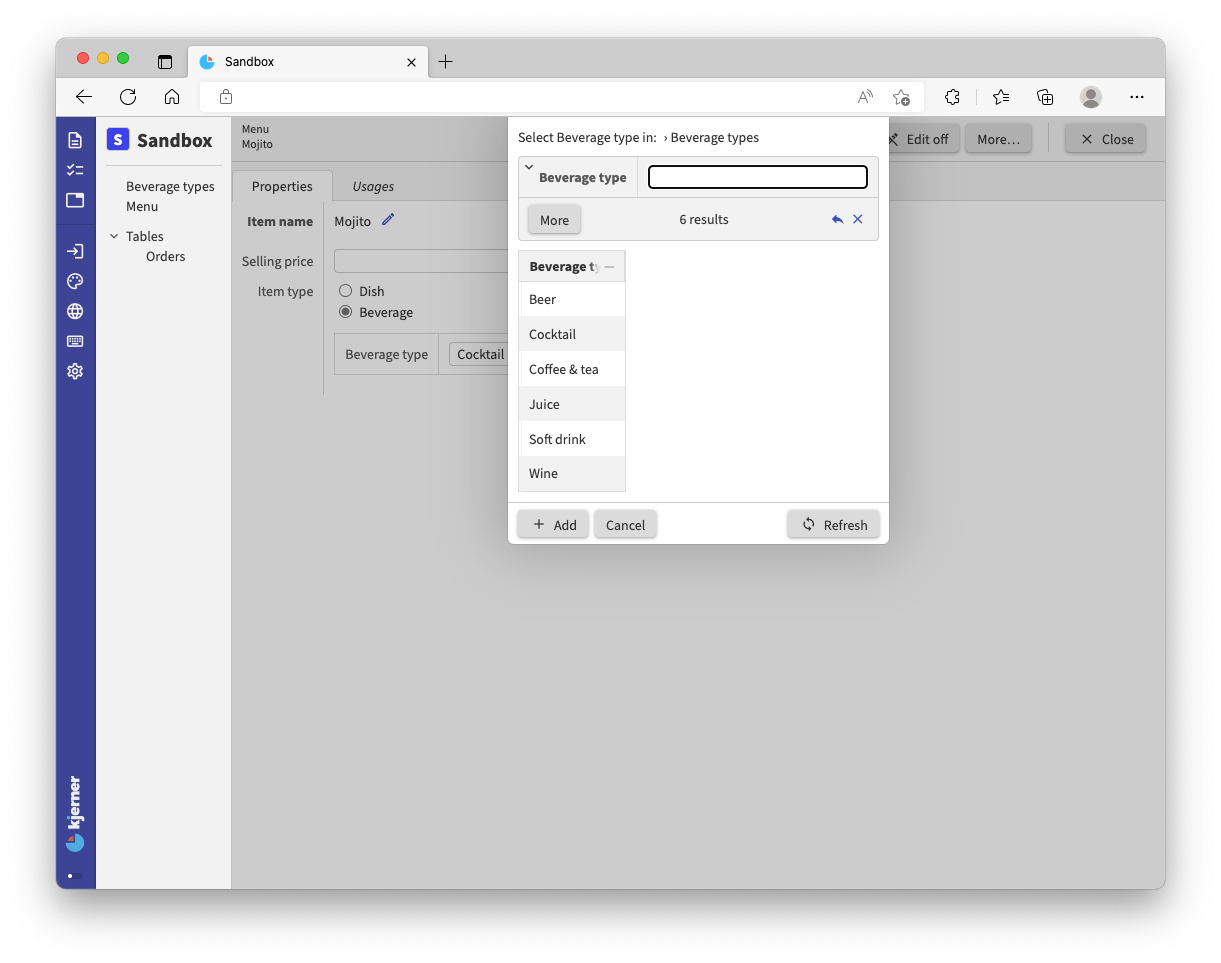 Sandbox
S Sandbox
Beverage types
Menu
Tables
Orders
kjerner
Menu
Mojito
Edit off
More...
Close
Properties
Usages
Item name
Mojito
Selling price
Item type
Dish
Beverage
Beverage type
Cocktail
Select Beverage type in: › Beverage types
Beverage type
More
6 results
Beverage ty
Beer
Cocktail
Coffee & tea
Juice
Soft drink
Wine
Add
Cancel
Refresh